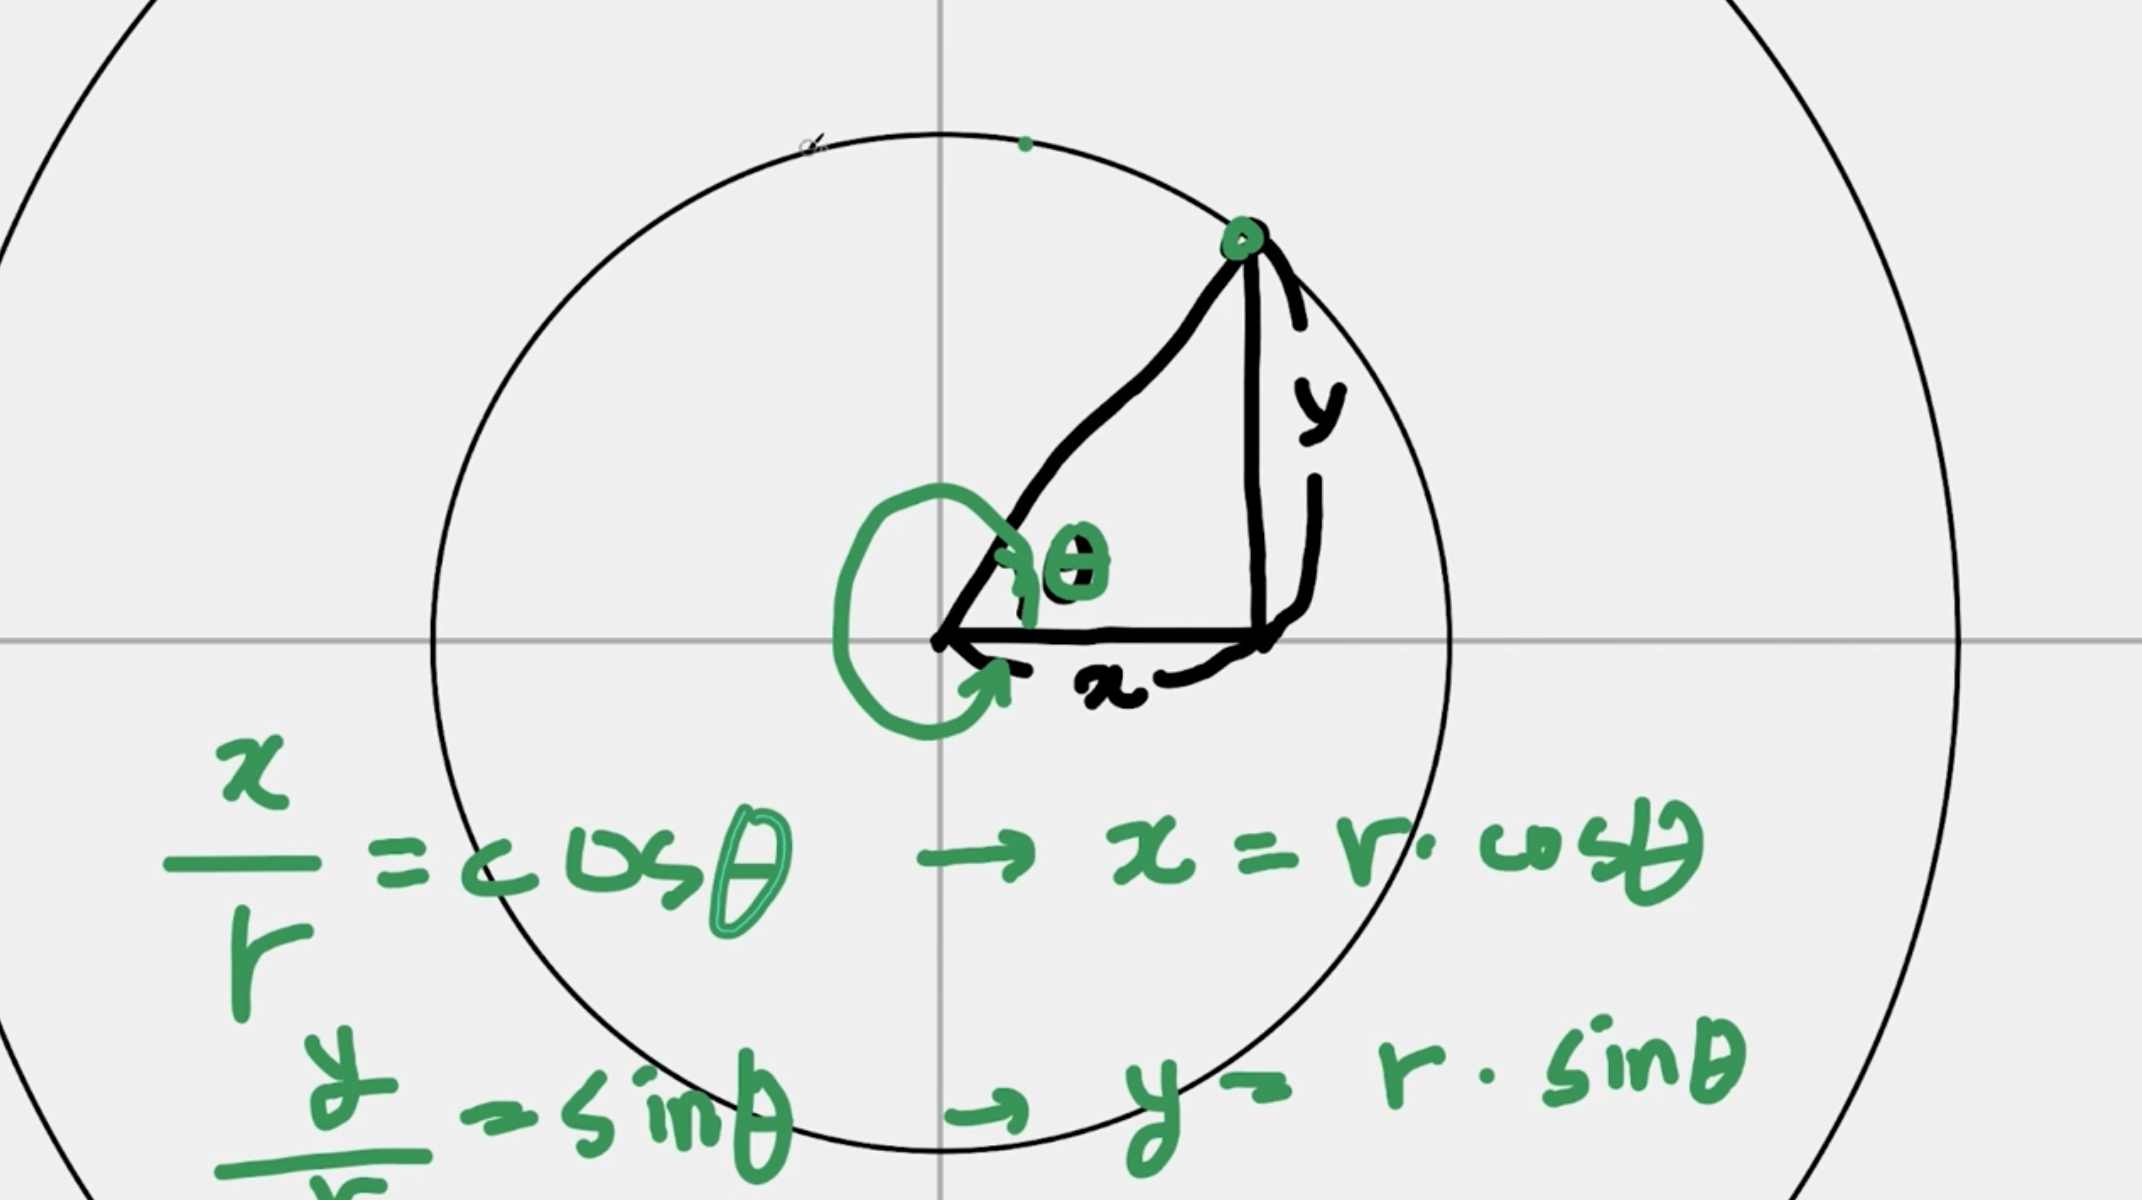 y
θ
x
x/r = cosθ → x = r · cosθ
y/r = sinθ → y = r · sinθ